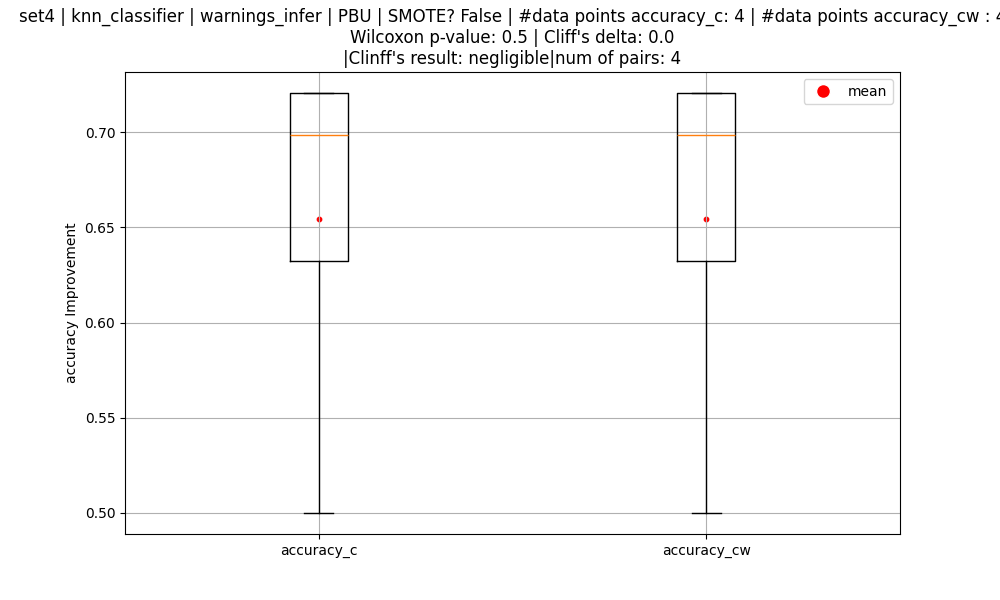 set4 | knn_classifier | warnings_infer | PBU | SMOTE? False | #data points accuracy_c: 4 | #data points accuracy_cw : 4
Wilcoxon p-value: 0.5 | Cliff's delta: 0.0
|Clinff's result: negligible|num of pairs: 4
mean
0.70
0.65
0.60
0.55
0.50
accuracy Improvement
accuracy_c
accuracy_cw